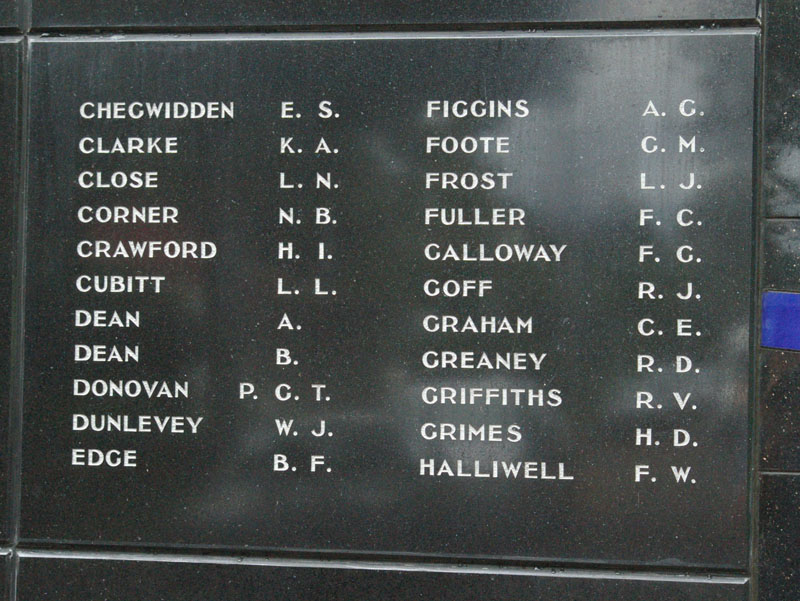 CHEGWIDDEN E. S.
CLARKE K. A.
CLOSE L. N.
CORNER N. B.
CRAWFORD H. I.
CUBITT L. L.
DEAN A.
DEAN B.
DONOVAN P. G. T.
DUNLEVEY W. J.
EDGE B. F.
FIGGINS A. G.
FOOTE G. M.
FROST L. J.
FULLER F. C.
GALLOWAY F. G.
GOFF R. J.
GRAHAM C. E.
GREANEY R. D.
GRIFFITHS R. V.
GRIMES H. D.
HALLIWELL F. W.